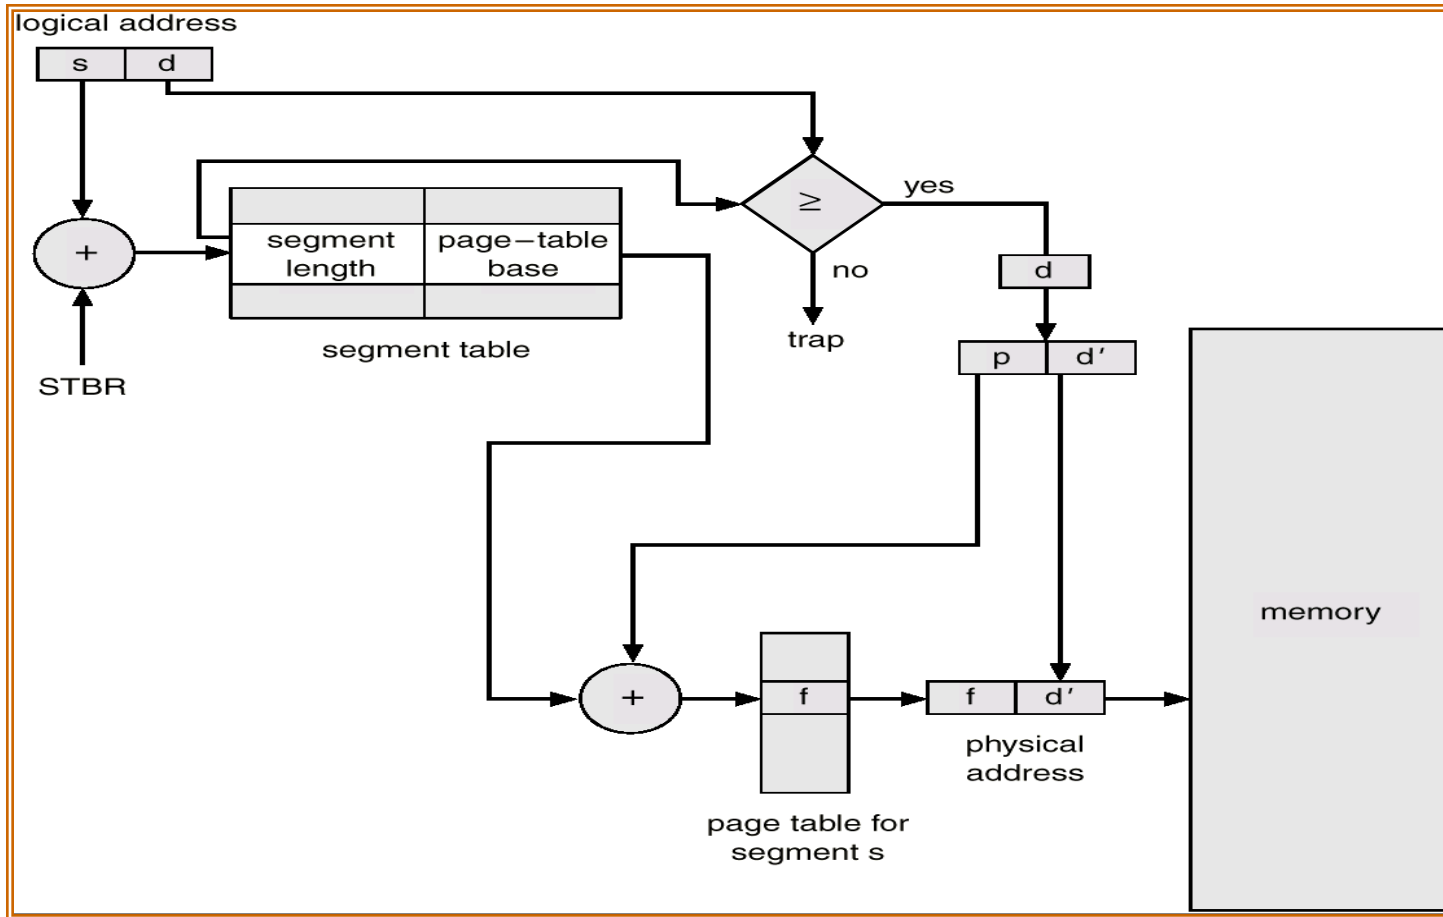 logical address
s d
≥
yes
segment length
page−table base
+
no
d
trap
segment table
p d′
STBR
memory
+
f
f d′
physical
address
page table for
segment s